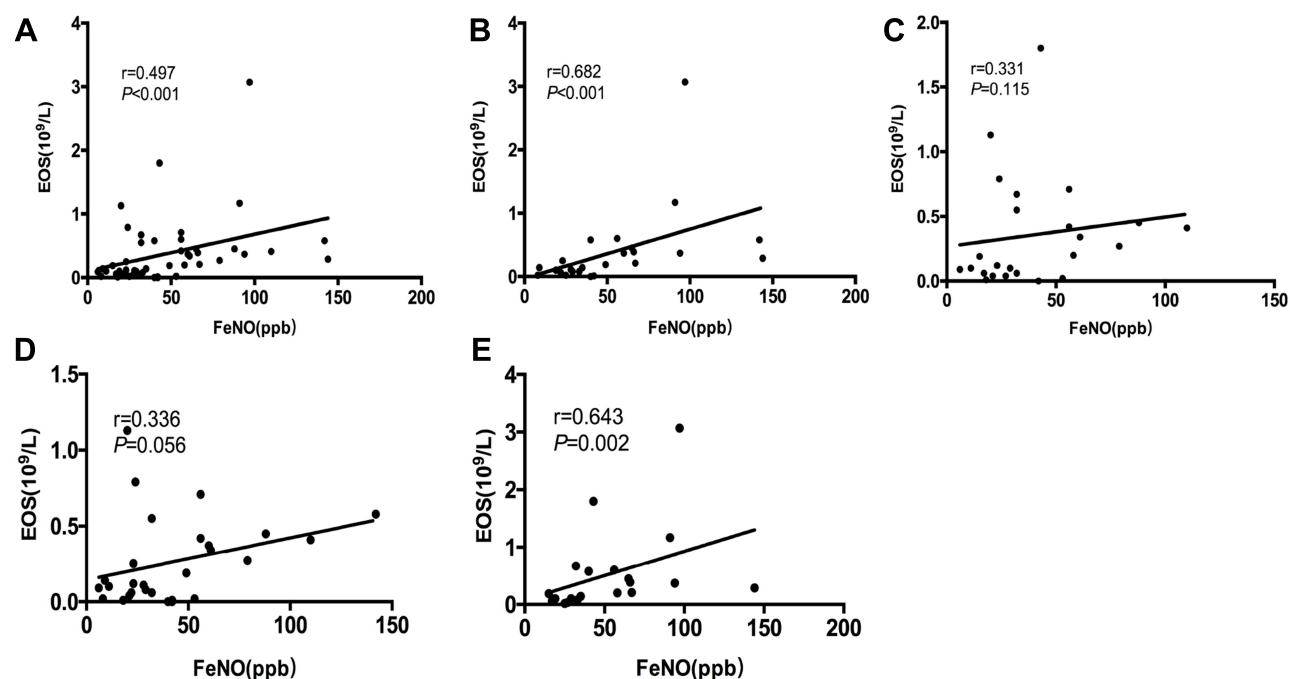 A
EOS(10⁹/L)
4
3
2
1
0
r=0.497
P<0.001
0 50 100 150 200
FeNO(ppb)
B
EOS(10⁹/L)
4
3
2
1
0
r=0.682
P<0.001
0 50 100 150 200
FeNO(ppb)
C
EOS(10⁹/L)
2.0
1.5
1.0
0.5
0.0
r=0.331
P=0.115
0 50 100 150
FeNO(ppb)
D
EOS(10⁹/L)
1.5
1.0
0.5
0.0
r=0.336
P=0.056
0 50 100 150
FeNO(ppb)
E
EOS(10⁹/L)
4
3
2
1
0
r=0.643
P=0.002
0 50 100 150 200
FeNO(ppb)